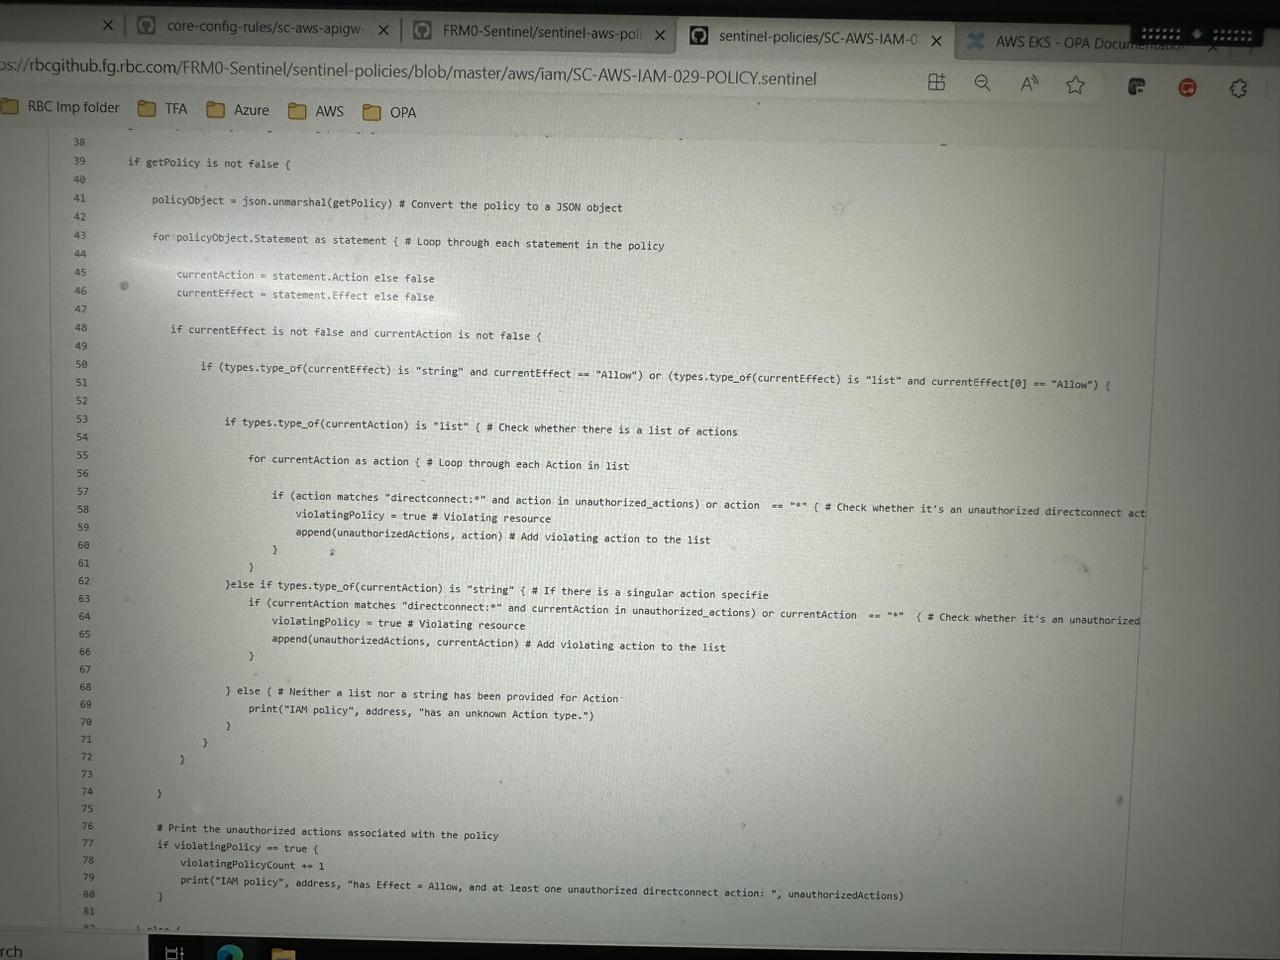 core-config-rules/sc-aws-apigw-
FRM0-Sentinel/sentinel-aws-poli
sentinel-policies/SC-AWS-IAM-0
AWS EKS - OPA Documentation
ps://rbcgithub.fg.rbc.com/FRM0-Sentinel/sentinel-policies/blob/master/aws/iam/SC-AWS-IAM-029-POLICY.sentinel
RBC Imp folder TFA Azure AWS OPA
38
39 if getPolicy is not false {
40
41 policyObject = json.unmarshal(getPolicy) # Convert the policy to a JSON object
42
43 for policyObject.Statement as statement { # Loop through each statement in the policy
44
45 currentAction = statement.Action else false
46 currentEffect = statement.Effect else false
47
48 if currentEffect is not false and currentAction is not false {
49
50 if (types.type_of(currentEffect) is "string" and currentEffect == "Allow") or (types.type_of(currentEffect) is "list" and currentEffect[0] == "Allow") {
51
52
53 if types.type_of(currentAction) is "list" { # Check whether there is a list of actions
54
55 for currentAction as action { # Loop through each Action in list
56
57 if (action matches "directconnect:*" and action in unauthorized_actions) or action == "*" { # Check whether it's an unauthorized directconnect act
58 violatingPolicy = true # Violating resource
59 append(unauthorizedActions, action) # Add violating action to the list
60 }
61 }
62 }else if types.type_of(currentAction) is "string" { # If there is a singular action specifie
63 if (currentAction matches "directconnect:*" and currentAction in unauthorized_actions) or currentAction == "*" { # Check whether it's an unauthorized
64 violatingPolicy = true # Violating resource
65 append(unauthorizedActions, currentAction) # Add violating action to the list
66 }
67
68 } else { # Neither a list nor a string has been provided for Action
69 print("IAM policy", address, "has an unknown Action type.")
70 }
71 }
72 }
73
74 }
75
76 # Print the unauthorized actions associated with the policy
77 if violatingPolicy == true {
78 violatingPolicyCount += 1
79 print("IAM policy", address, "has Effect = Allow, and at least one unauthorized directconnect action: ", unauthorizedActions)
80 }
81
rch